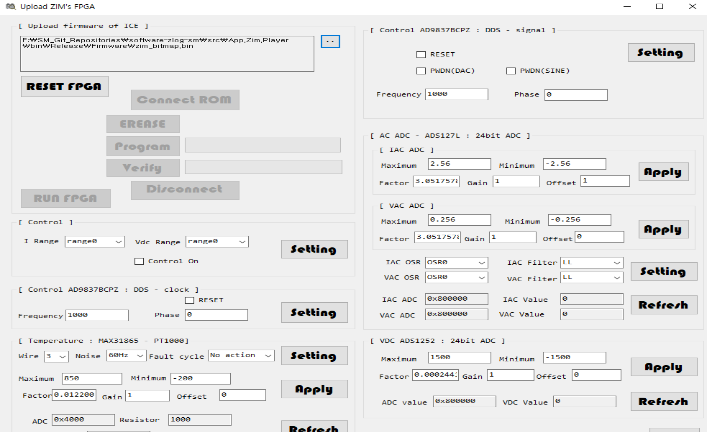 Upload ZIM's FPGA
[ Upload firmware of ICE ]
F:₩SM_Git_Repositories₩software-zlog-sm₩src₩App,Zim,Player
₩bin₩Release₩Firmware₩zim_bitmap,bin
..
RESET FPGA
Connect ROM
EREASE
Program
Verify
Disconnect
RUN FPGA
[ Control ]
I Range range0 Vdc Range range0
Control On
Setting
[ Control AD9837BCPZ : DDS - clock ]
RESET
Frequency 1000 Phase 0
Setting
[ Temperature : MAX31865 - PT1000]
Wire 3 Noise 60Hz Fault cycle No action
Setting
Maximum 850 Minimum -200
Factor 0.012200 Gain 1 Offset 0
Apply
ADC 0x4000 Resistor 1000
Refresh
[ Control AD9837BCPZ : DDS - signal ]
RESET
PWDN(DAC) PWDN(SINE)
Setting
Frequency 1000 Phase 0
[ AC ADC - ADS127L : 24bit ADC ]
[ IAC ADC ]
Maximum 2.56 Minimum -2.56
Factor 3.051757 Gain 1 Offset 1
Apply
[ VAC ADC ]
Maximum 0.256 Minimum -0.256
Factor 3.051757 Gain 1 Offset 0
Apply
IAC OSR OSR0 IAC Filter LL
VAC OSR OSR0 VAC Filter LL
Setting
IAC ADC 0x800000 IAC Value 0
VAC ADC 0x800000 VAC Value 0
Refresh
[ VDC ADS1252 : 24bit ADC ]
Maximum 1500 Minimum -1500
Factor 0.000244 Gain 1 Offset 0
Apply
ADC value 0x800000 VDC Value 0
Refresh